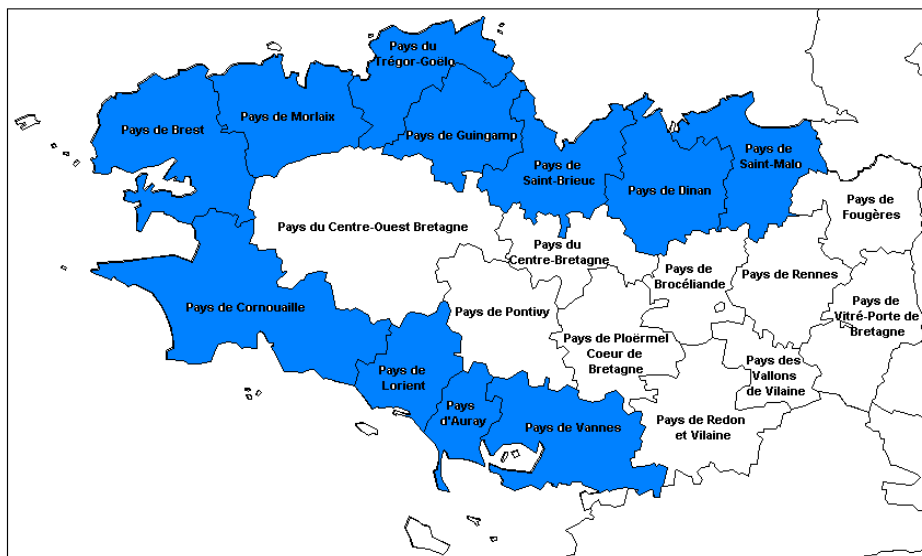 Pays du
Trégor-Goëlo
Pays de Morlaix
Pays de Brest
Pays de Guingamp
Pays de
Saint-Malo
Pays de
Saint-Brieuc
Pays de Dinan
Pays de
Fougères
Pays du Centre-Ouest Bretagne
Pays du
Centre-Bretagne
Pays de
Brocéliande
Pays de Rennes
Pays de
Vitré-Porte de
Bretagne
Pays de Cornouaille
Pays de Pontivy
Pays de Ploërmel
Coeur de
Bretagne
Pays des
Vallons
de Vilaine
Pays de
Lorient
Pays
d'Auray
Pays de Vannes
Pays de Redon
et Vilaine